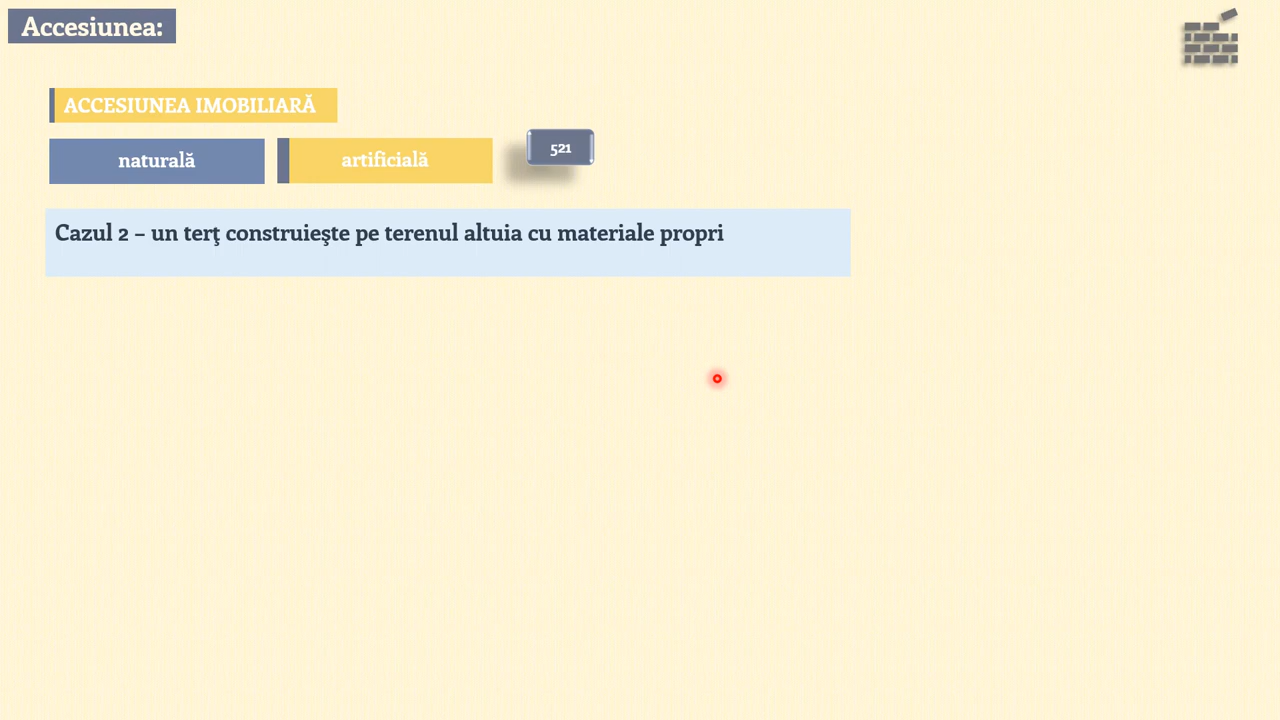 Accesiunea:
ACCESIUNEA IMOBILIARĂ
naturală
artificială
521
Cazul 2 – un terţ construieşte pe terenul altuia cu materiale propri